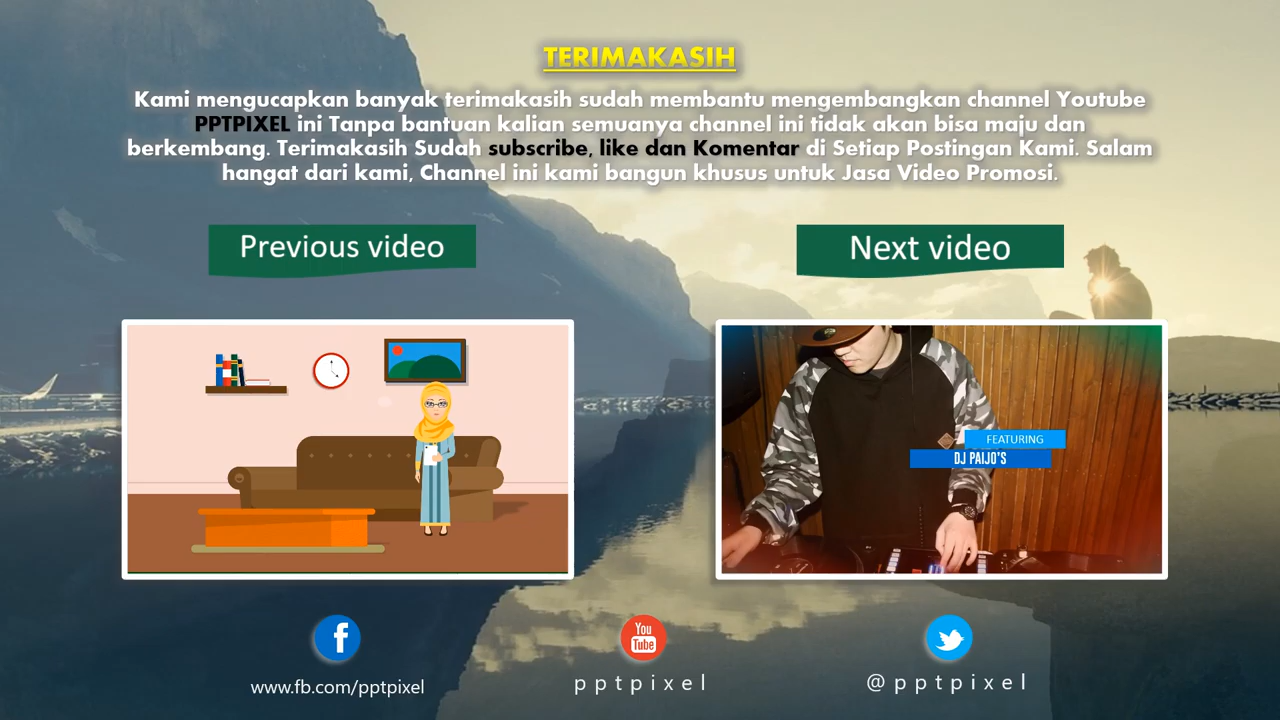 TERIMAKASIH
Kami mengucapkan banyak terimakasih sudah membantu mengembangkan channel Youtube
PPTPIXEL ini Tanpa bantuan kalian semuanya channel ini tidak akan bisa maju dan
berkembang. Terimakasih Sudah subscribe, like dan Komentar di Setiap Postingan Kami. Salam
hangat dari kami, Channel ini kami bangun khusus untuk Jasa Video Promosi.
Previous video
Next video
FEATURING
DJ PAIJO'S
f
You
Tube
www.fb.com/pptpixel
pptpixel
@pptpixel